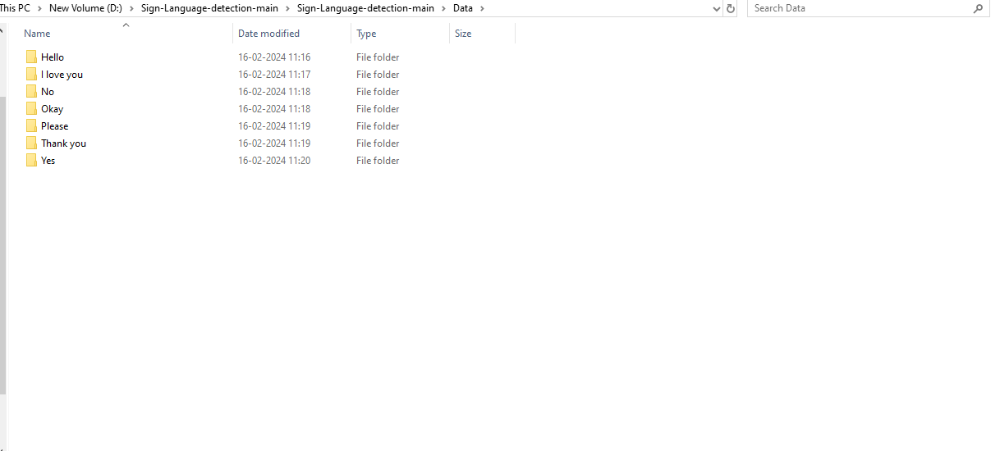 This PC > New Volume (D:) > Sign-Language-detection-main > Sign-Language-detection-main > Data > Search Data
Name Date modified Type Size
Hello 16-02-2024 11:16 File folder
I love you 16-02-2024 11:17 File folder
No 16-02-2024 11:18 File folder
Okay 16-02-2024 11:18 File folder
Please 16-02-2024 11:19 File folder
Thank you 16-02-2024 11:19 File folder
Yes 16-02-2024 11:20 File folder